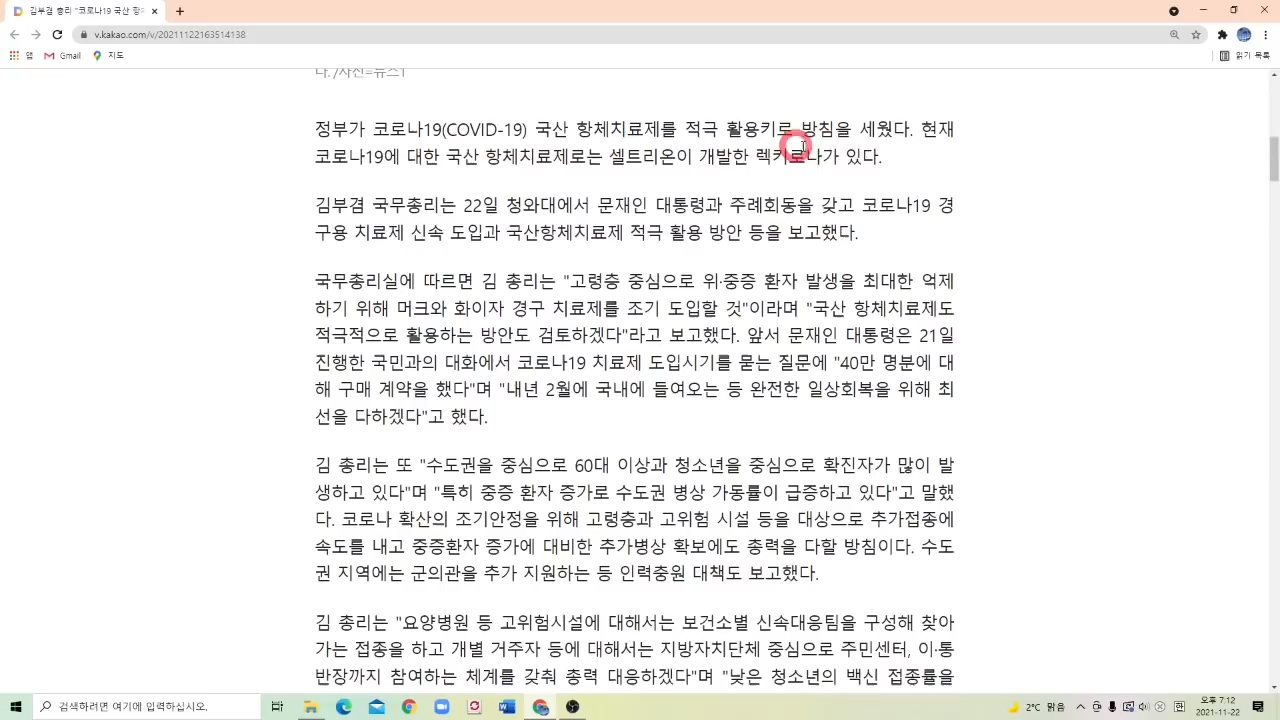 김부겸 총리 "코로나19 국산 항체
v.kakao.com/v/20211122163514138
앱 Gmail 지도 읽기 목록
다. /사진=뉴스1
정부가 코로나19(COVID-19) 국산 항체치료제를 적극 활용키로 방침을 세웠다. 현재
코로나19에 대한 국산 항체치료제로는 셀트리온이 개발한 렉키로나가 있다.
김부겸 국무총리는 22일 청와대에서 문재인 대통령과 주례회동을 갖고 코로나19 경
구용 치료제 신속 도입과 국산항체치료제 적극 활용 방안 등을 보고했다.
국무총리실에 따르면 김 총리는 "고령층 중심으로 위·중증 환자 발생을 최대한 억제
하기 위해 머크와 화이자 경구 치료제를 조기 도입할 것"이라며 "국산 항체치료제도
적극적으로 활용하는 방안도 검토하겠다"라고 보고했다. 앞서 문재인 대통령은 21일
진행한 국민과의 대화에서 코로나19 치료제 도입시기를 묻는 질문에 "40만 명분에 대
해 구매 계약을 했다"며 "내년 2월에 국내에 들여오는 등 완전한 일상회복을 위해 최
선을 다하겠다"고 했다.
김 총리는 또 "수도권을 중심으로 60대 이상과 청소년을 중심으로 확진자가 많이 발
생하고 있다"며 "특히 중증 환자 증가로 수도권 병상 가동률이 급증하고 있다"고 말했
다. 코로나 확산의 조기안정을 위해 고령층과 고위험 시설 등을 대상으로 추가접종에
속도를 내고 중증환자 증가에 대비한 추가병상 확보에도 총력을 다할 방침이다. 수도
권 지역에는 군의관을 추가 지원하는 등 인력충원 대책도 보고했다.
김 총리는 "요양병원 등 고위험시설에 대해서는 보건소별 신속대응팀을 구성해 찾아
가는 접종을 하고 개별 거주자 등에 대해서는 지방자치단체 중심으로 주민센터, 이·통
반장까지 참여하는 체계를 갖춰 총력 대응하겠다"며 "낮은 청소년의 백신 접종률을
검색하려면 여기에 입력하십시오.
2°C 맑음
오후 7:12
2021-11-22